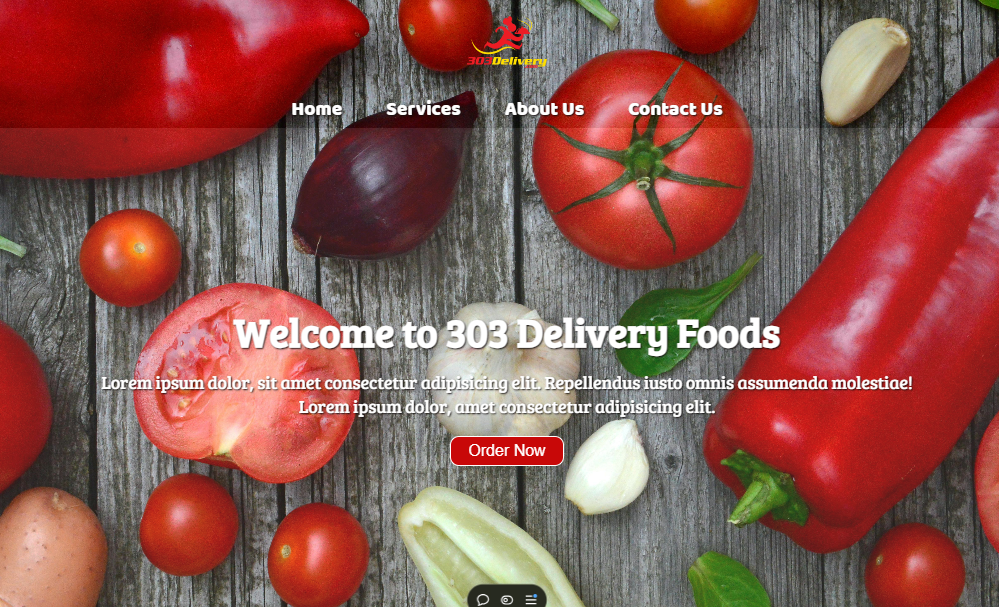 303Delivery
Home Services About Us Contact Us
Welcome to 303 Delivery Foods
Lorem ipsum dolor, sit amet consectetur adipisicing elit. Repellendus iusto omnis assumenda molestiae!
Lorem ipsum dolor, amet consectetur adipisicing elit.
Order Now